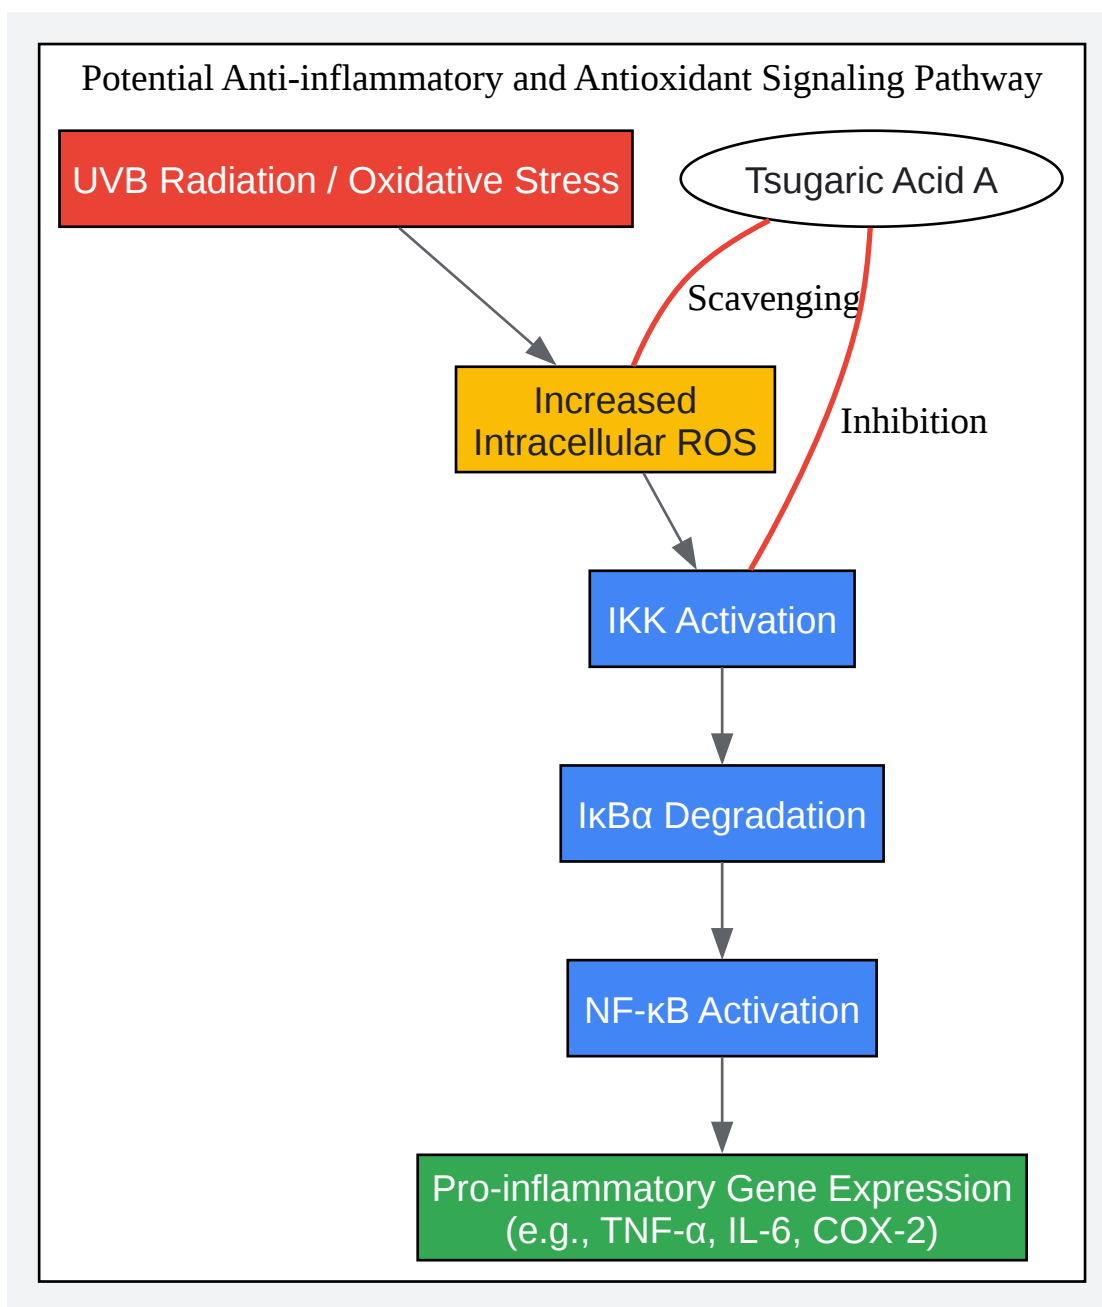 Potential Anti-inflammatory and Antioxidant Signaling Pathway
UVB Radiation / Oxidative Stress
Tsugaric Acid A
Scavenging
Increased
Intracellular ROS
Inhibition
IKK Activation
IκBα Degradation
NF-κB Activation
Pro-inflammatory Gene Expression
(e.g., TNF-α, IL-6, COX-2)